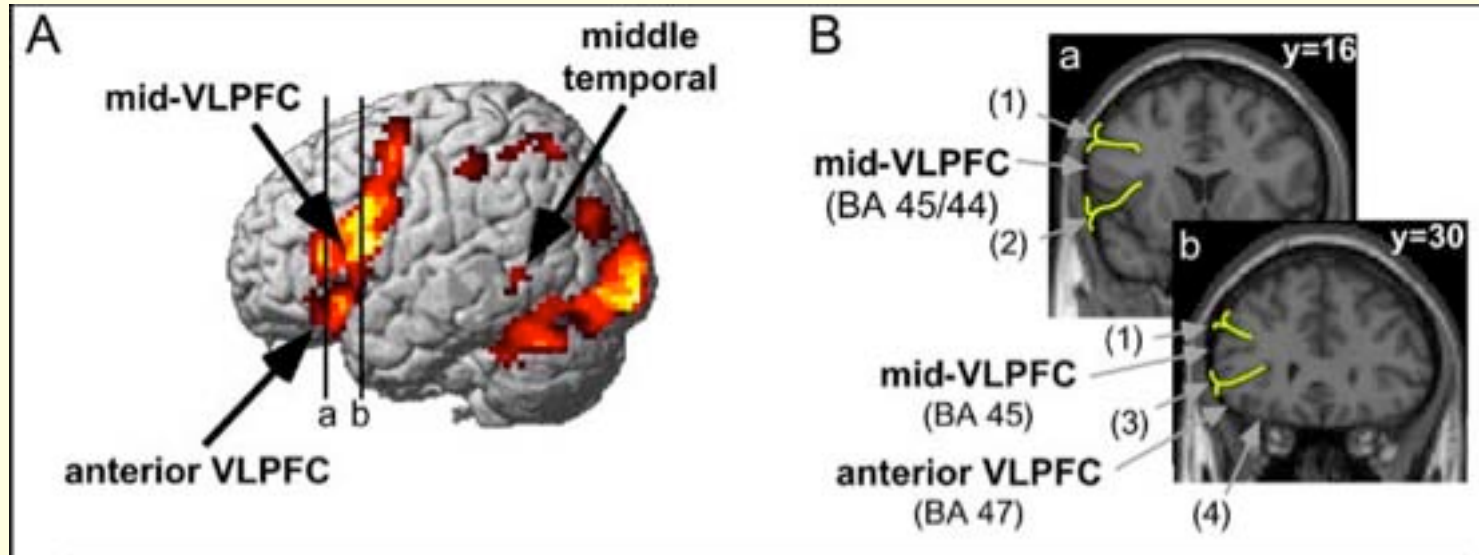 A
mid-VLPFC
middle
temporal
a b
anterior VLPFC
B
a
y=16
(1)
mid-VLPFC
(BA 45/44)
(2)
b
y=30
(1)
mid-VLPFC
(BA 45)
(3)
anterior VLPFC
(BA 47)
(4)